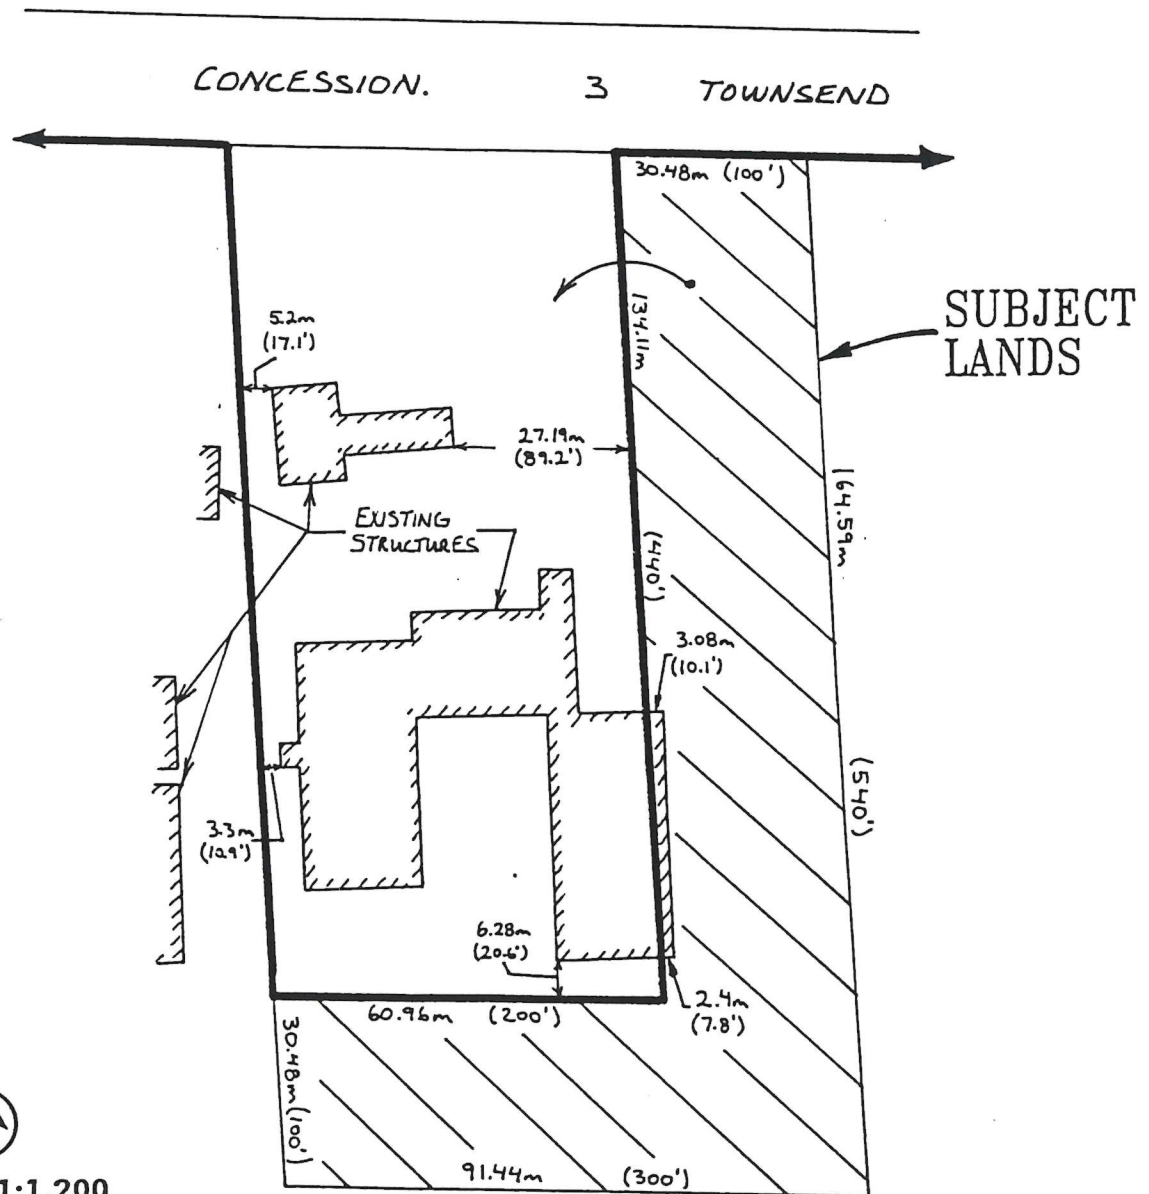 CONCESSION. 3 TOWNSEND
30.48m (100')
SUBJECT
LANDS
134.11m
(440')
5.2m
(17.1')
27.19m
(89.2')
164.59m
(540')
EXISTING
STRUCTURES
3.08m
(10.1')
3.3m
(10.9')
6.28m
(20.6')
2.4m
(7.8')
60.96m (200')
30.48m (100')
91.44m (300')
1:1,200